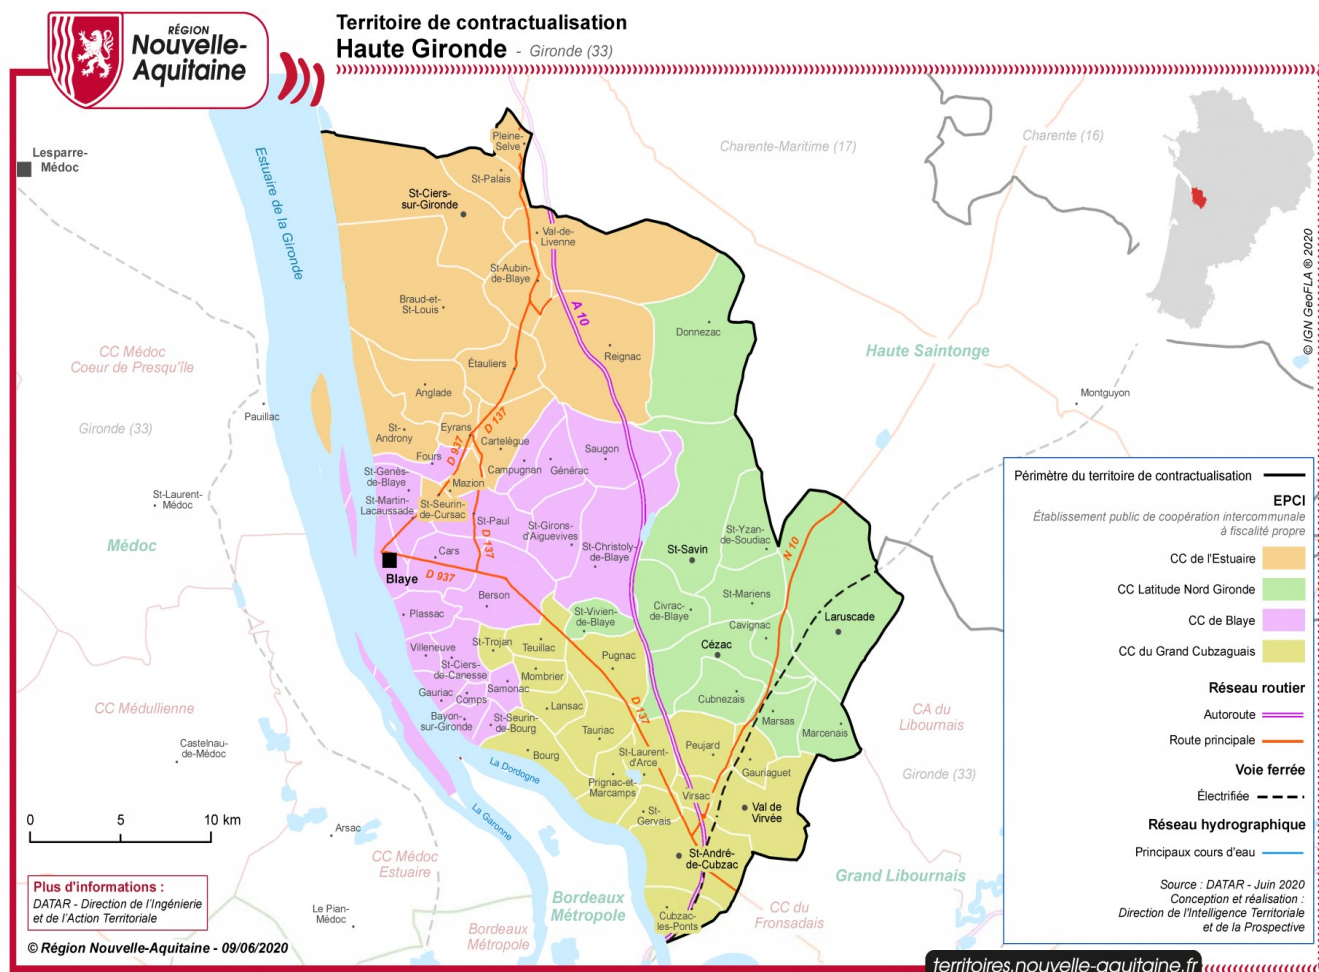 RÉGION
Nouvelle-
Aquitaine
Territoire de contractualisation
Haute Gironde - Gironde (33)
Lesparre-
Médoc
Estuaire de la Gironde
Pleine-
Selve
St-Palais
St-Ciers-
sur-Gironde
Val-de-
Livenne
St-Aubin-
de-Blaye
Braud-et-
St-Louis
A 10
Charente-Maritime (17)
Charente (16)
© IGN GeoFLA ® 2020
Donnezac
Reignac
Haute Saintonge
CC Médoc
Coeur de Presqu'île
Étauliers
Anglade
Montguyon
Pauillac
Gironde (33)
St-
Androny
Eyrans
D 137
D 937
Cartelègue
Fours
Campugnan
Générac
Saugon
St-Genès-
de-Blaye
Mazion
St-Martin-
Lacaussade
St-Seurin-
de-Cursac
St-Laurent-
Médoc
St-Paul
St-Girons-
d'Aiguevives
D 137
St-Yzan-
de-Soudiac
N 10
Médoc
Cars
St-Christoly-
de-Blaye
St-Savin
Blaye
D 937
Berson
St-Mariens
Plassac
St-Vivien-
de-Blaye
Civrac-
de-Blaye
Cavignac
Laruscade
Villeneuve
St-Trojan
Teuillac
Pugnac
Cézac
St-Ciers-
de-Canesse
Mombrier
Gauriac
Comps
Samonac
Cubnezais
Lansac
D 137
CC Médullienne
Bayon-
sur-Gironde
St-Seurin-
de-Bourg
Marsas
Marcenais
CA du
Libournais
Tauriac
Castelnau-
de-Médoc
Bourg
St-Laurent-
d'Arce
Peujard
La Dordogne
Gauriaguet
Gironde (33)
Prignac-et-
Marcamps
Virsac
La Garonne
St-
Gervais
Val de
Virvée
0 5 10 km
Arsac
CC Médoc
Estuaire
St-André-
de-Cubzac
Grand Libournais
Le Pian-
Médoc
Bordeaux
Métropole
Bordeaux
Métropole
Cubzac-
les-Ponts
CC du
Fronsadais
Périmètre du territoire de contractualisation
EPCI
Établissement public de coopération intercommunale
à fiscalité propre
CC de l'Estuaire
CC Latitude Nord Gironde
CC de Blaye
CC du Grand Cubzaguais
Réseau routier
Autoroute
Route principale
Voie ferrée
Électrifiée
Réseau hydrographique
Principaux cours d'eau
Source : DATAR - Juin 2020
Conception et réalisation :
Direction de l'Intelligence Territoriale
et de la Prospective
Plus d'informations :
DATAR - Direction de l'Ingénierie
et de l'Action Territoriale
© Région Nouvelle-Aquitaine - 09/06/2020
territoires.nouvelle-aquitaine.fr